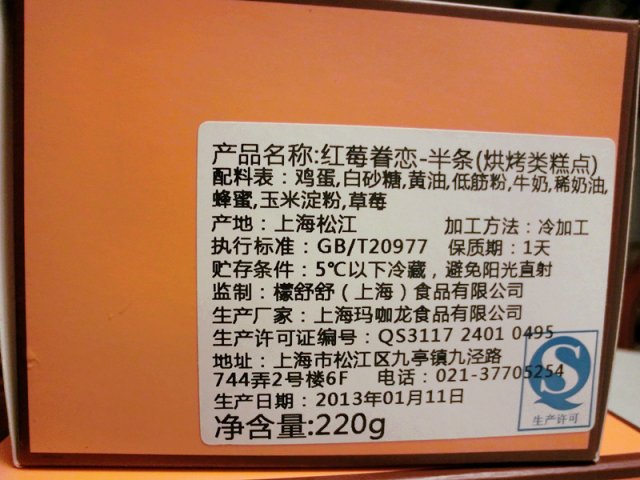 产品名称:红莓眷恋-半条(烘烤类糕点)
配料表：鸡蛋,白砂糖,黄油,低筋粉,牛奶,稀奶油,
蜂蜜,玉米淀粉,草莓
产地：上海松江 加工方法：冷加工
执行标准：GB/T20977 保质期：1天
贮存条件：5℃以下冷藏，避免阳光直射
监制：檬舒舒（上海）食品有限公司
生产厂家：上海玛咖龙食品有限公司
生产许可证编号：QS3117 2401 0495
地址：上海市松江区九亭镇九泾路
744弄2号楼6F 电话：021-37705254
生产日期：2013年01月11日
净含量:220g
生产许可